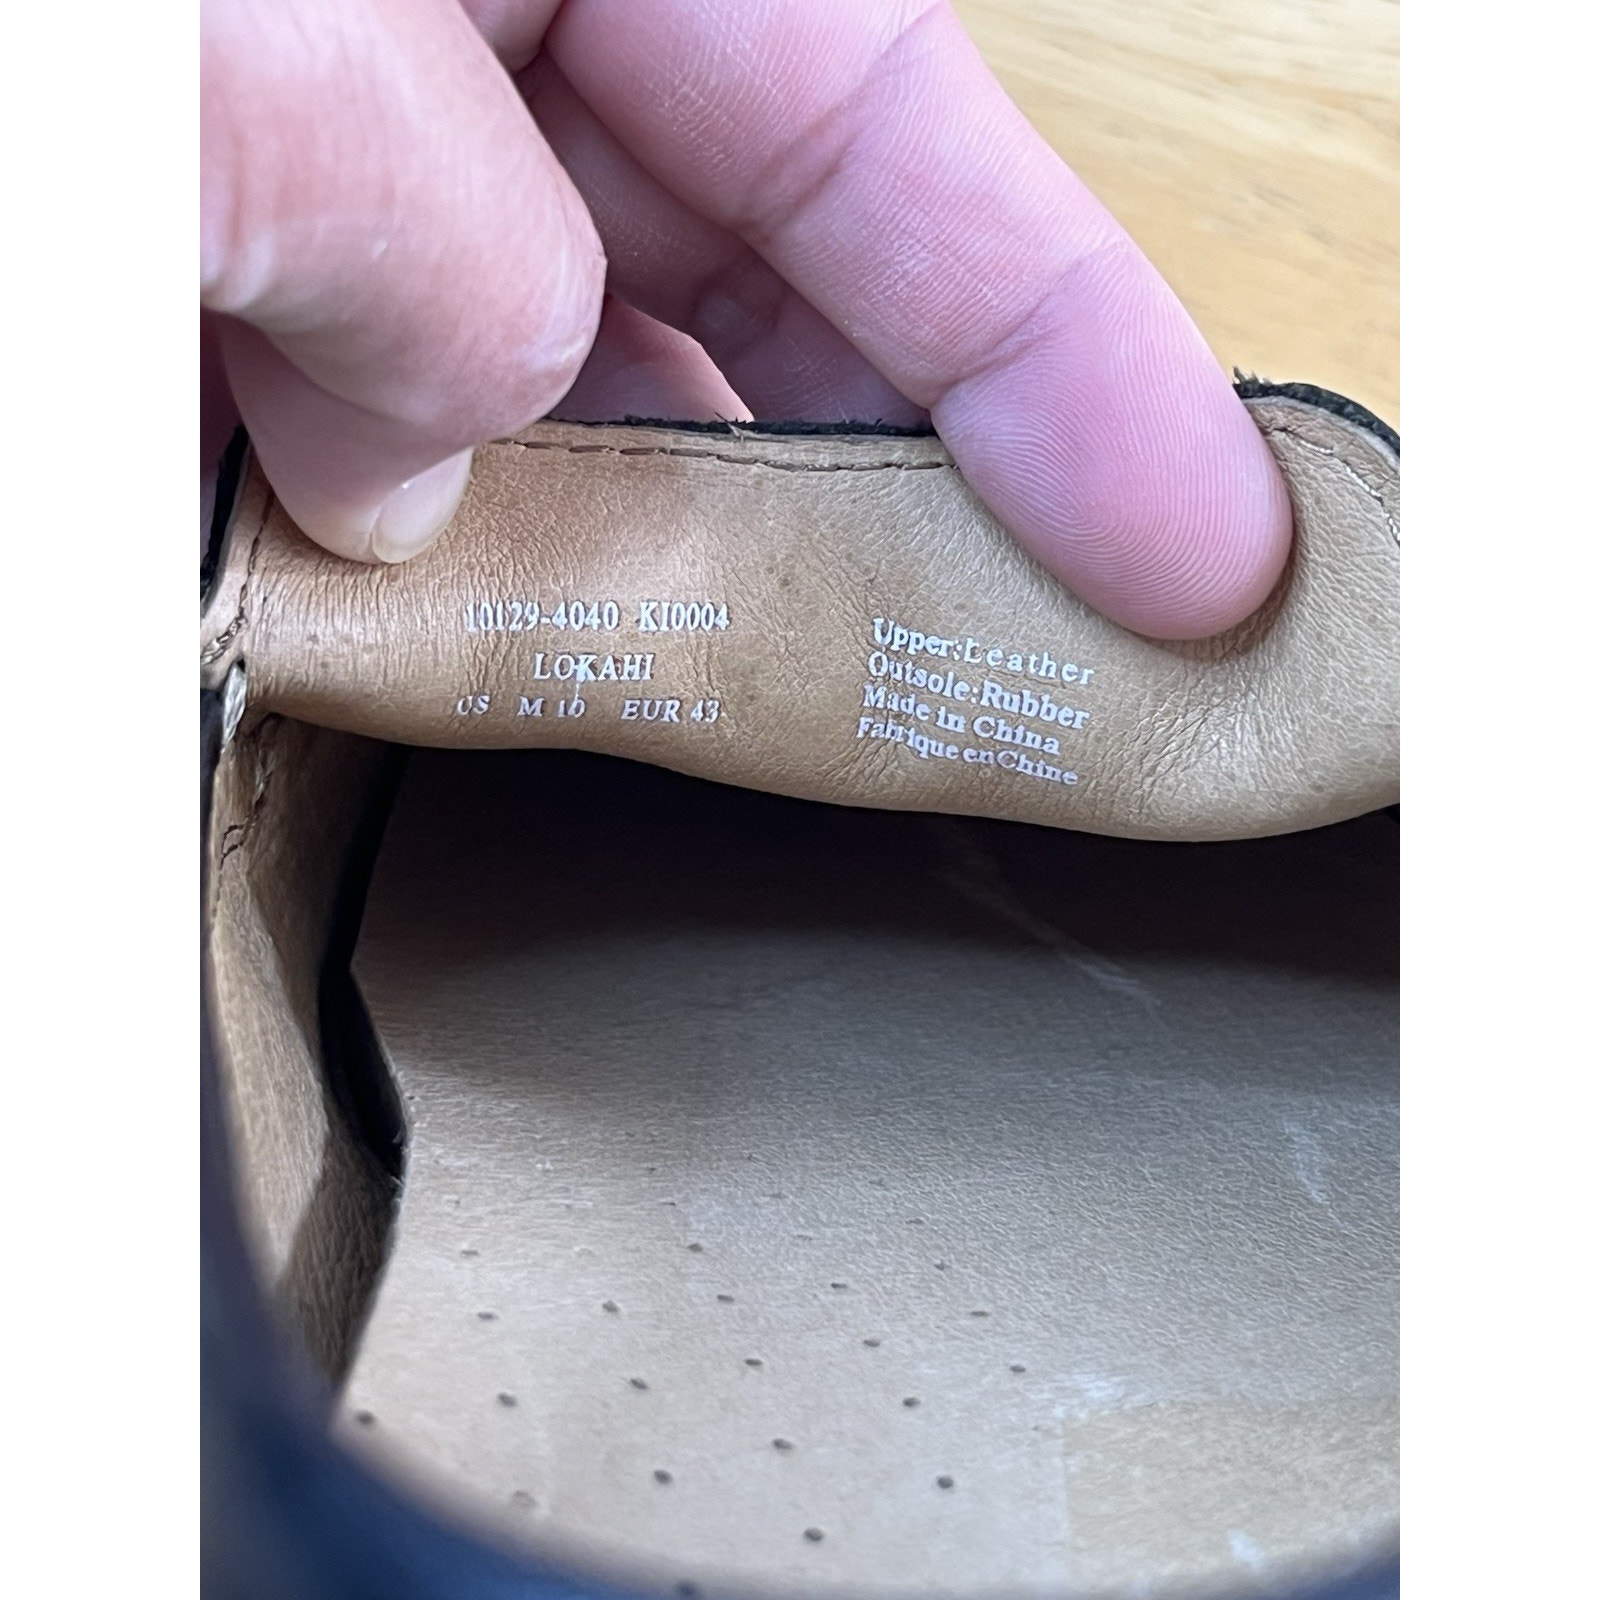 10129-4040 KI0004
LOKAHI
US M 10 EUR 43
Upper:Leather
Outsole:Rubber
Made in China
Fabrique en Chine